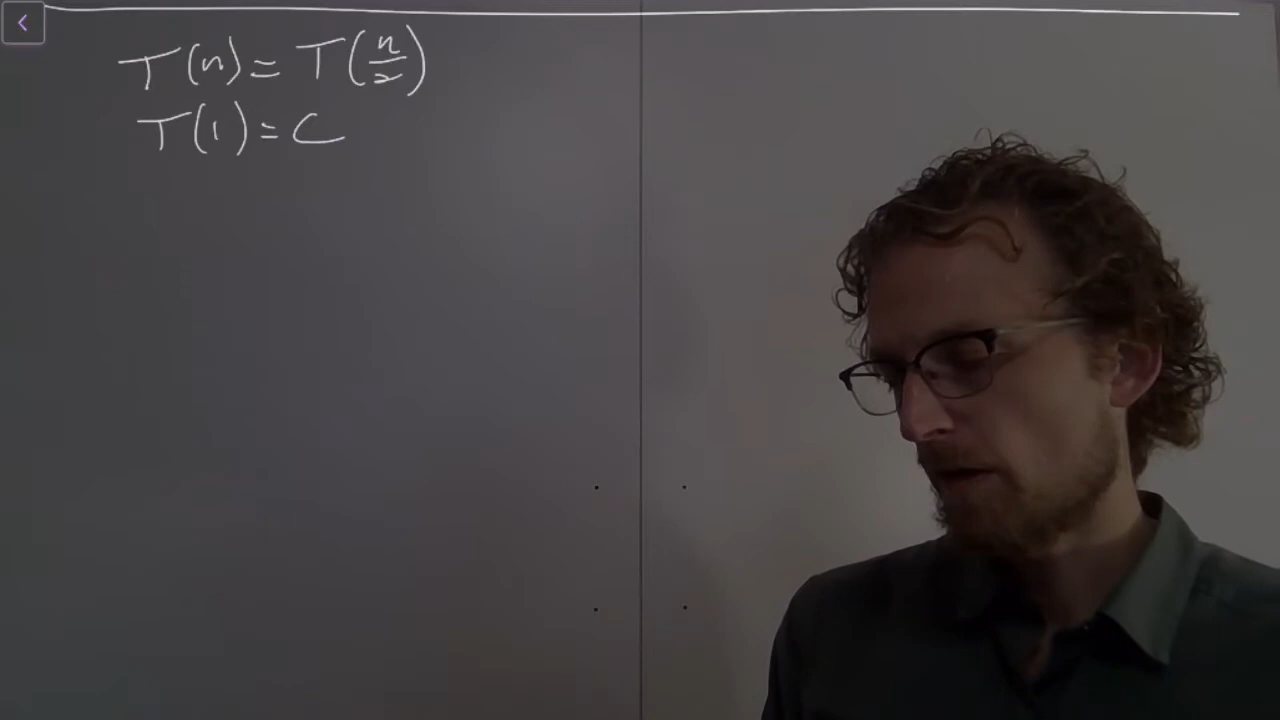 T(n) = T(n/2)
T(1) = C